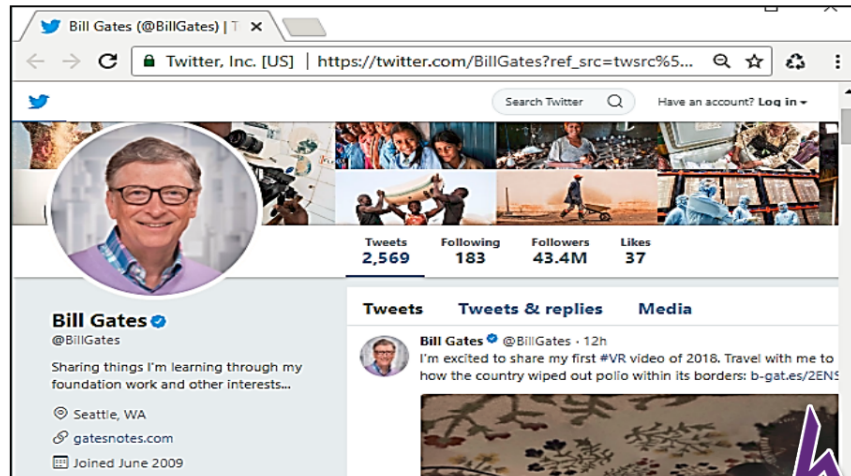 Bill Gates (@BillGates) | T
Twitter, Inc. [US] | https://twitter.com/BillGates?ref_src=twsrc%5...
Search Twitter
Have an account? Log in
Tweets Following Followers Likes
2,569 183 43.4M 37
Tweets Tweets & replies Media
Bill Gates @BillGates · 12h
I'm excited to share my first #VR video of 2018. Travel with me to
how the country wiped out polio within its borders: b-gat.es/2ENS
Bill Gates
@BillGates
Sharing things I'm learning through my
foundation work and other interests...
Seattle, WA
gatesnotes.com
Joined June 2009